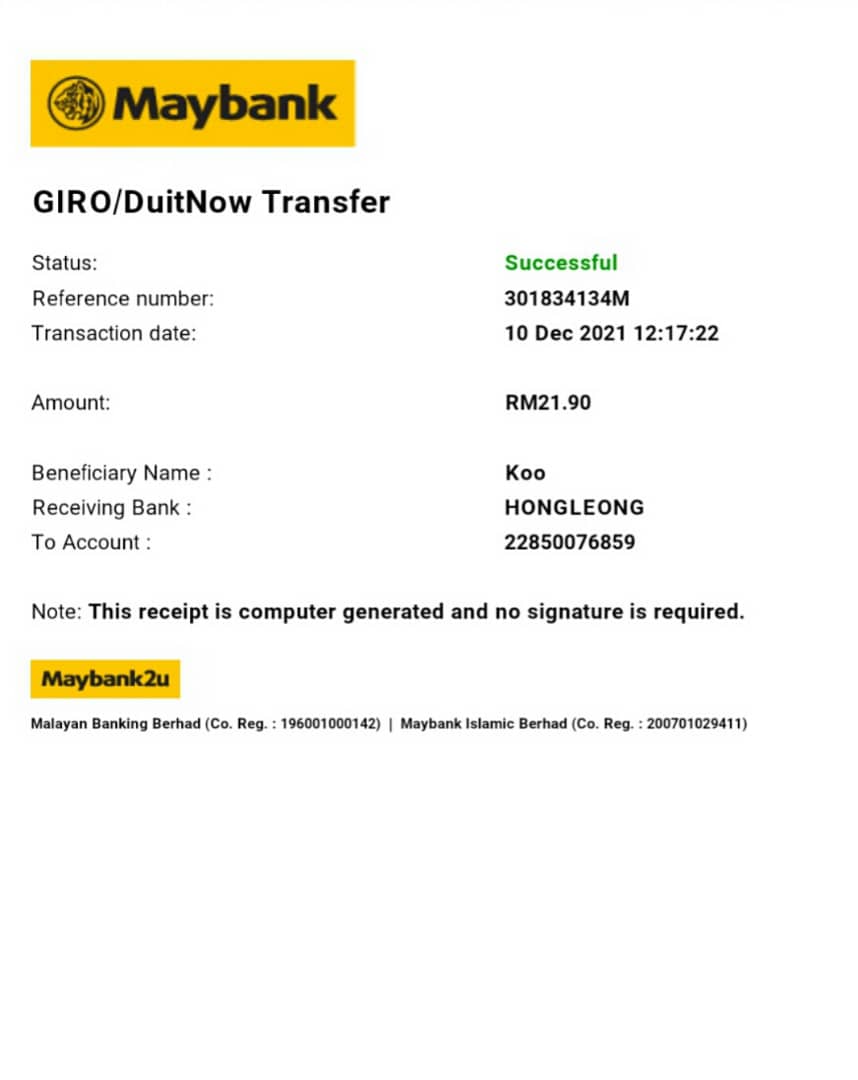 Maybank
GIRO/DuitNow Transfer
Status: Successful
Reference number: 301834134M
Transaction date: 10 Dec 2021 12:17:22
Amount: RM21.90
Beneficiary Name : Koo
Receiving Bank : HONGLEONG
To Account : 22850076859
Note: This receipt is computer generated and no signature is required.
Maybank2u
Malayan Banking Berhad (Co. Reg. : 196001000142) | Maybank Islamic Berhad (Co. Reg. : 200701029411)